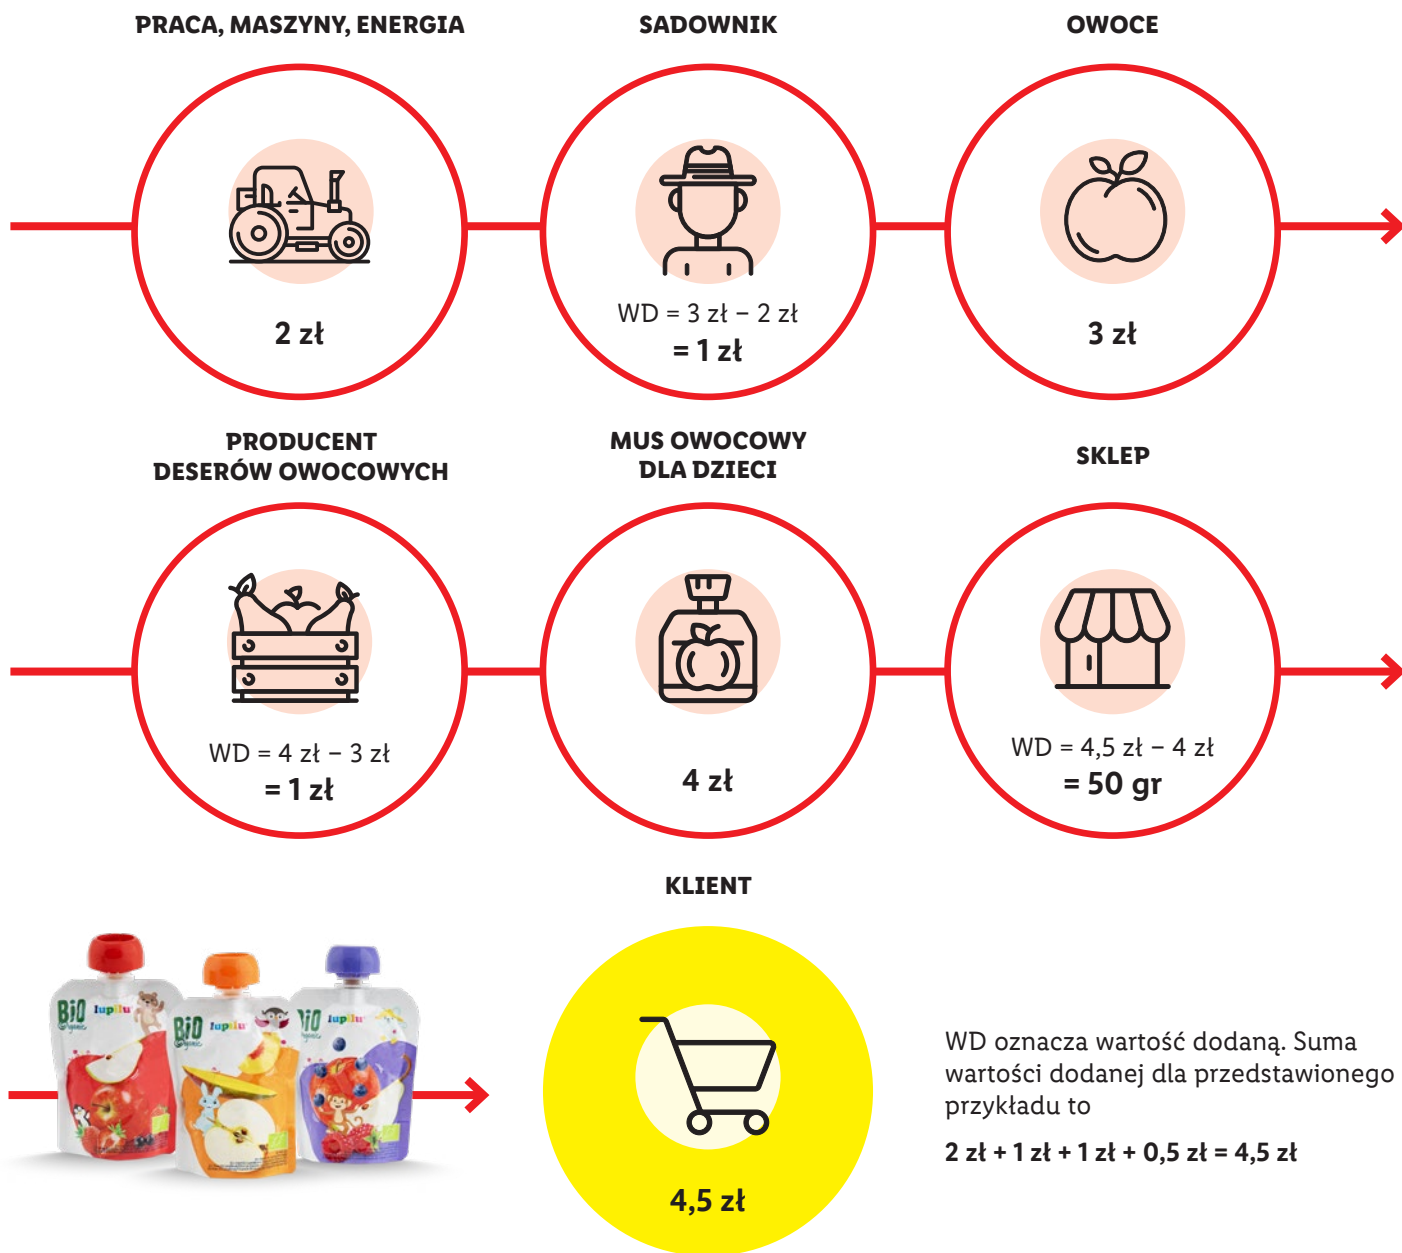 PRACA, MASZYNY, ENERGIA
SADOWNIK
OWOCE
2 zł
WD = 3 zł – 2 zł
= 1 zł
3 zł
PRODUCENT
DESERÓW OWOCOWYCH
MUS OWOCOWY
DLA DZIECI
SKLEP
WD = 4 zł – 3 zł
= 1 zł
4 zł
WD = 4,5 zł – 4 zł
= 50 gr
KLIENT
BiO
Organic
lupilu
BiO
Organic
lupilu
BiO
Organic
lupilu
4,5 zł
WD oznacza wartość dodaną. Suma
wartości dodanej dla przedstawionego
przykładu to
2 zł + 1 zł + 1 zł + 0,5 zł = 4,5 zł